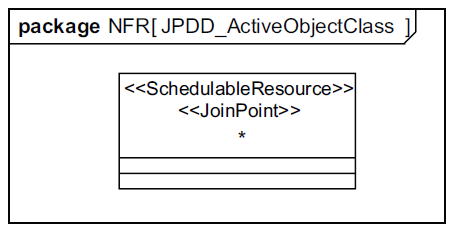 package NFR[ JPDD_ActiveObjectClass ]
<<SchedulableResource>>
<<JoinPoint>>
*